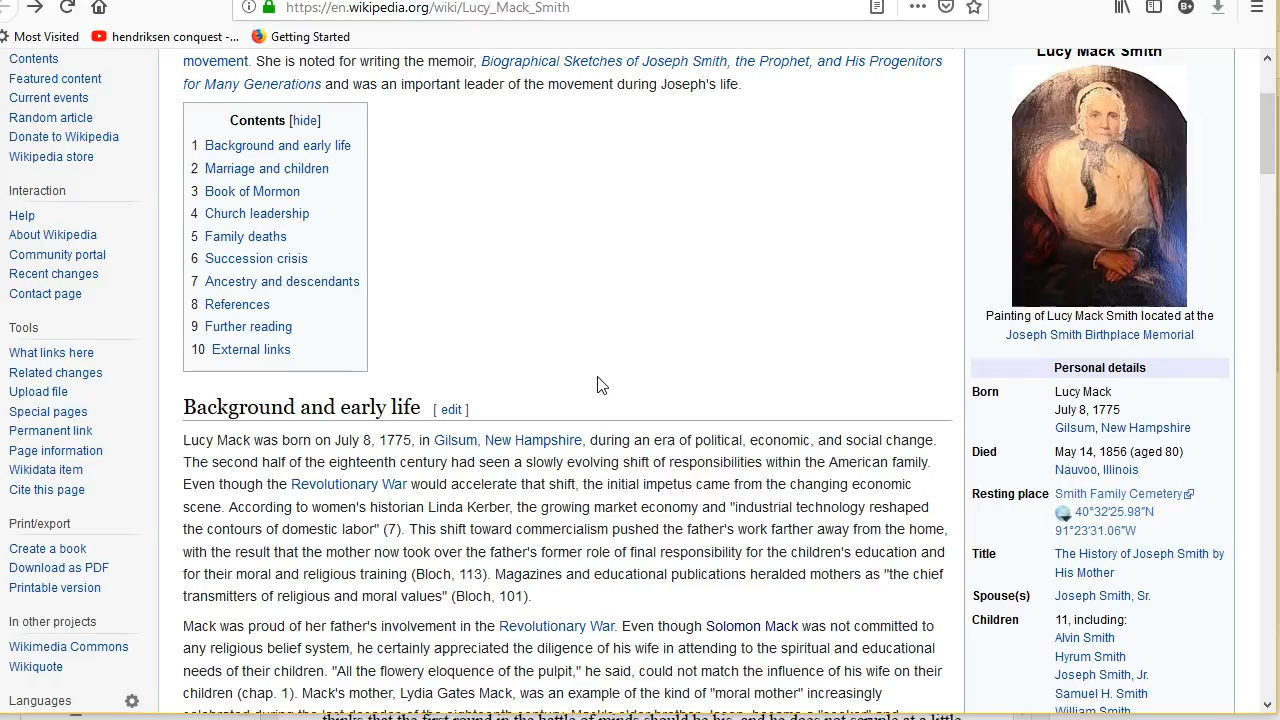 https://en.wikipedia.org/wiki/Lucy_Mack_Smith
Most Visited
hendriksen conquest -...
Getting Started
Contents
Featured content
Current events
Random article
Donate to Wikipedia
Wikipedia store
Interaction
Help
About Wikipedia
Community portal
Recent changes
Contact page
Tools
What links here
Related changes
Upload file
Special pages
Permanent link
Page information
Wikidata item
Cite this page
Print/export
Create a book
Download as PDF
Printable version
In other projects
Wikimedia Commons
Wikiquote
Languages
movement. She is noted for writing the memoir, Biographical Sketches of Joseph Smith, the Prophet, and His Progenitors
for Many Generations and was an important leader of the movement during Joseph's life.
Contents [hide]
1 Background and early life
2 Marriage and children
3 Book of Mormon
4 Church leadership
5 Family deaths
6 Succession crisis
7 Ancestry and descendants
8 References
9 Further reading
10 External links
Background and early life [ edit ]
Lucy Mack was born on July 8, 1775, in Gilsum, New Hampshire, during an era of political, economic, and social change.
The second half of the eighteenth century had seen a slowly evolving shift of responsibilities within the American family.
Even though the Revolutionary War would accelerate that shift, the initial impetus came from the changing economic
scene. According to women's historian Linda Kerber, the growing market economy and "industrial technology reshaped
the contours of domestic labor" (7). This shift toward commercialism pushed the father's work farther away from the home,
with the result that the mother now took over the father's former role of final responsibility for the children's education and
for their moral and religious training (Bloch, 113). Magazines and educational publications heralded mothers as "the chief
transmitters of religious and moral values" (Bloch, 101).
Mack was proud of her father's involvement in the Revolutionary War. Even though Solomon Mack was not committed to
any religious belief system, he certainly appreciated the diligence of his wife in attending to the spiritual and educational
needs of their children. "All the flowery eloquence of the pulpit," he said, could not match the influence of his wife on their
children (chap. 1). Mack's mother, Lydia Gates Mack, was an example of the kind of "moral mother" increasingly
Lucy Mack Smith
Painting of Lucy Mack Smith located at the
Joseph Smith Birthplace Memorial
Personal details
Born Lucy Mack
July 8, 1775
Gilsum, New Hampshire
Died May 14, 1856 (aged 80)
Nauvoo, Illinois
Resting place Smith Family Cemetery
40°32′25.98″N
91°23′31.06″W
Title The History of Joseph Smith by
His Mother
Spouse(s) Joseph Smith, Sr.
Children 11, including:
Alvin Smith
Hyrum Smith
Joseph Smith, Jr.
Samuel H. Smith
William Smith
thinks that the first round in the battle of minds should be his, and he does not scruple at a little